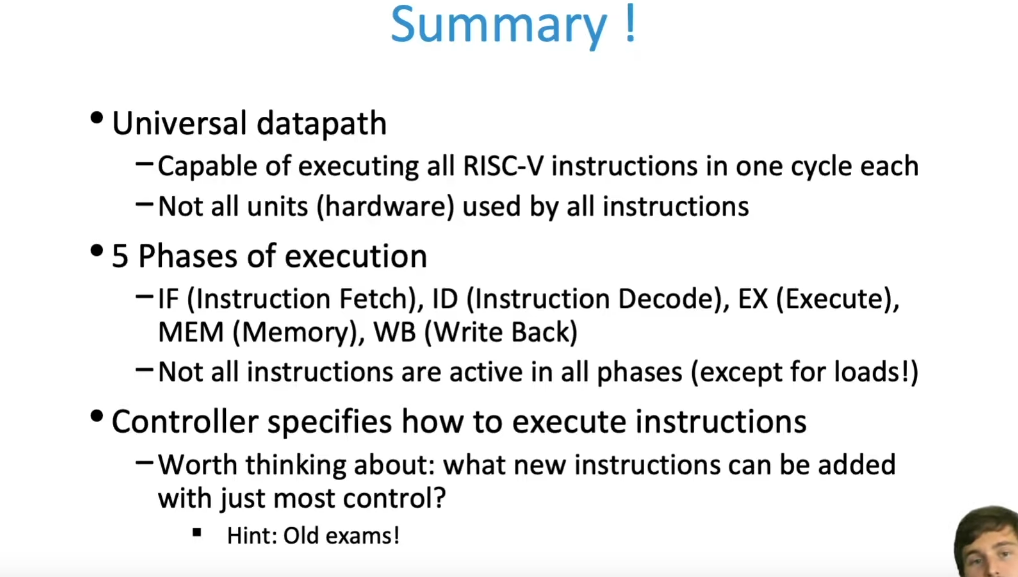 Summary !
• Universal datapath
– Capable of executing all RISC-V instructions in one cycle each
– Not all units (hardware) used by all instructions
• 5 Phases of execution
– IF (Instruction Fetch), ID (Instruction Decode), EX (Execute),
MEM (Memory), WB (Write Back)
– Not all instructions are active in all phases (except for loads!)
• Controller specifies how to execute instructions
– Worth thinking about: what new instructions can be added
with just most control?
▪ Hint: Old exams!